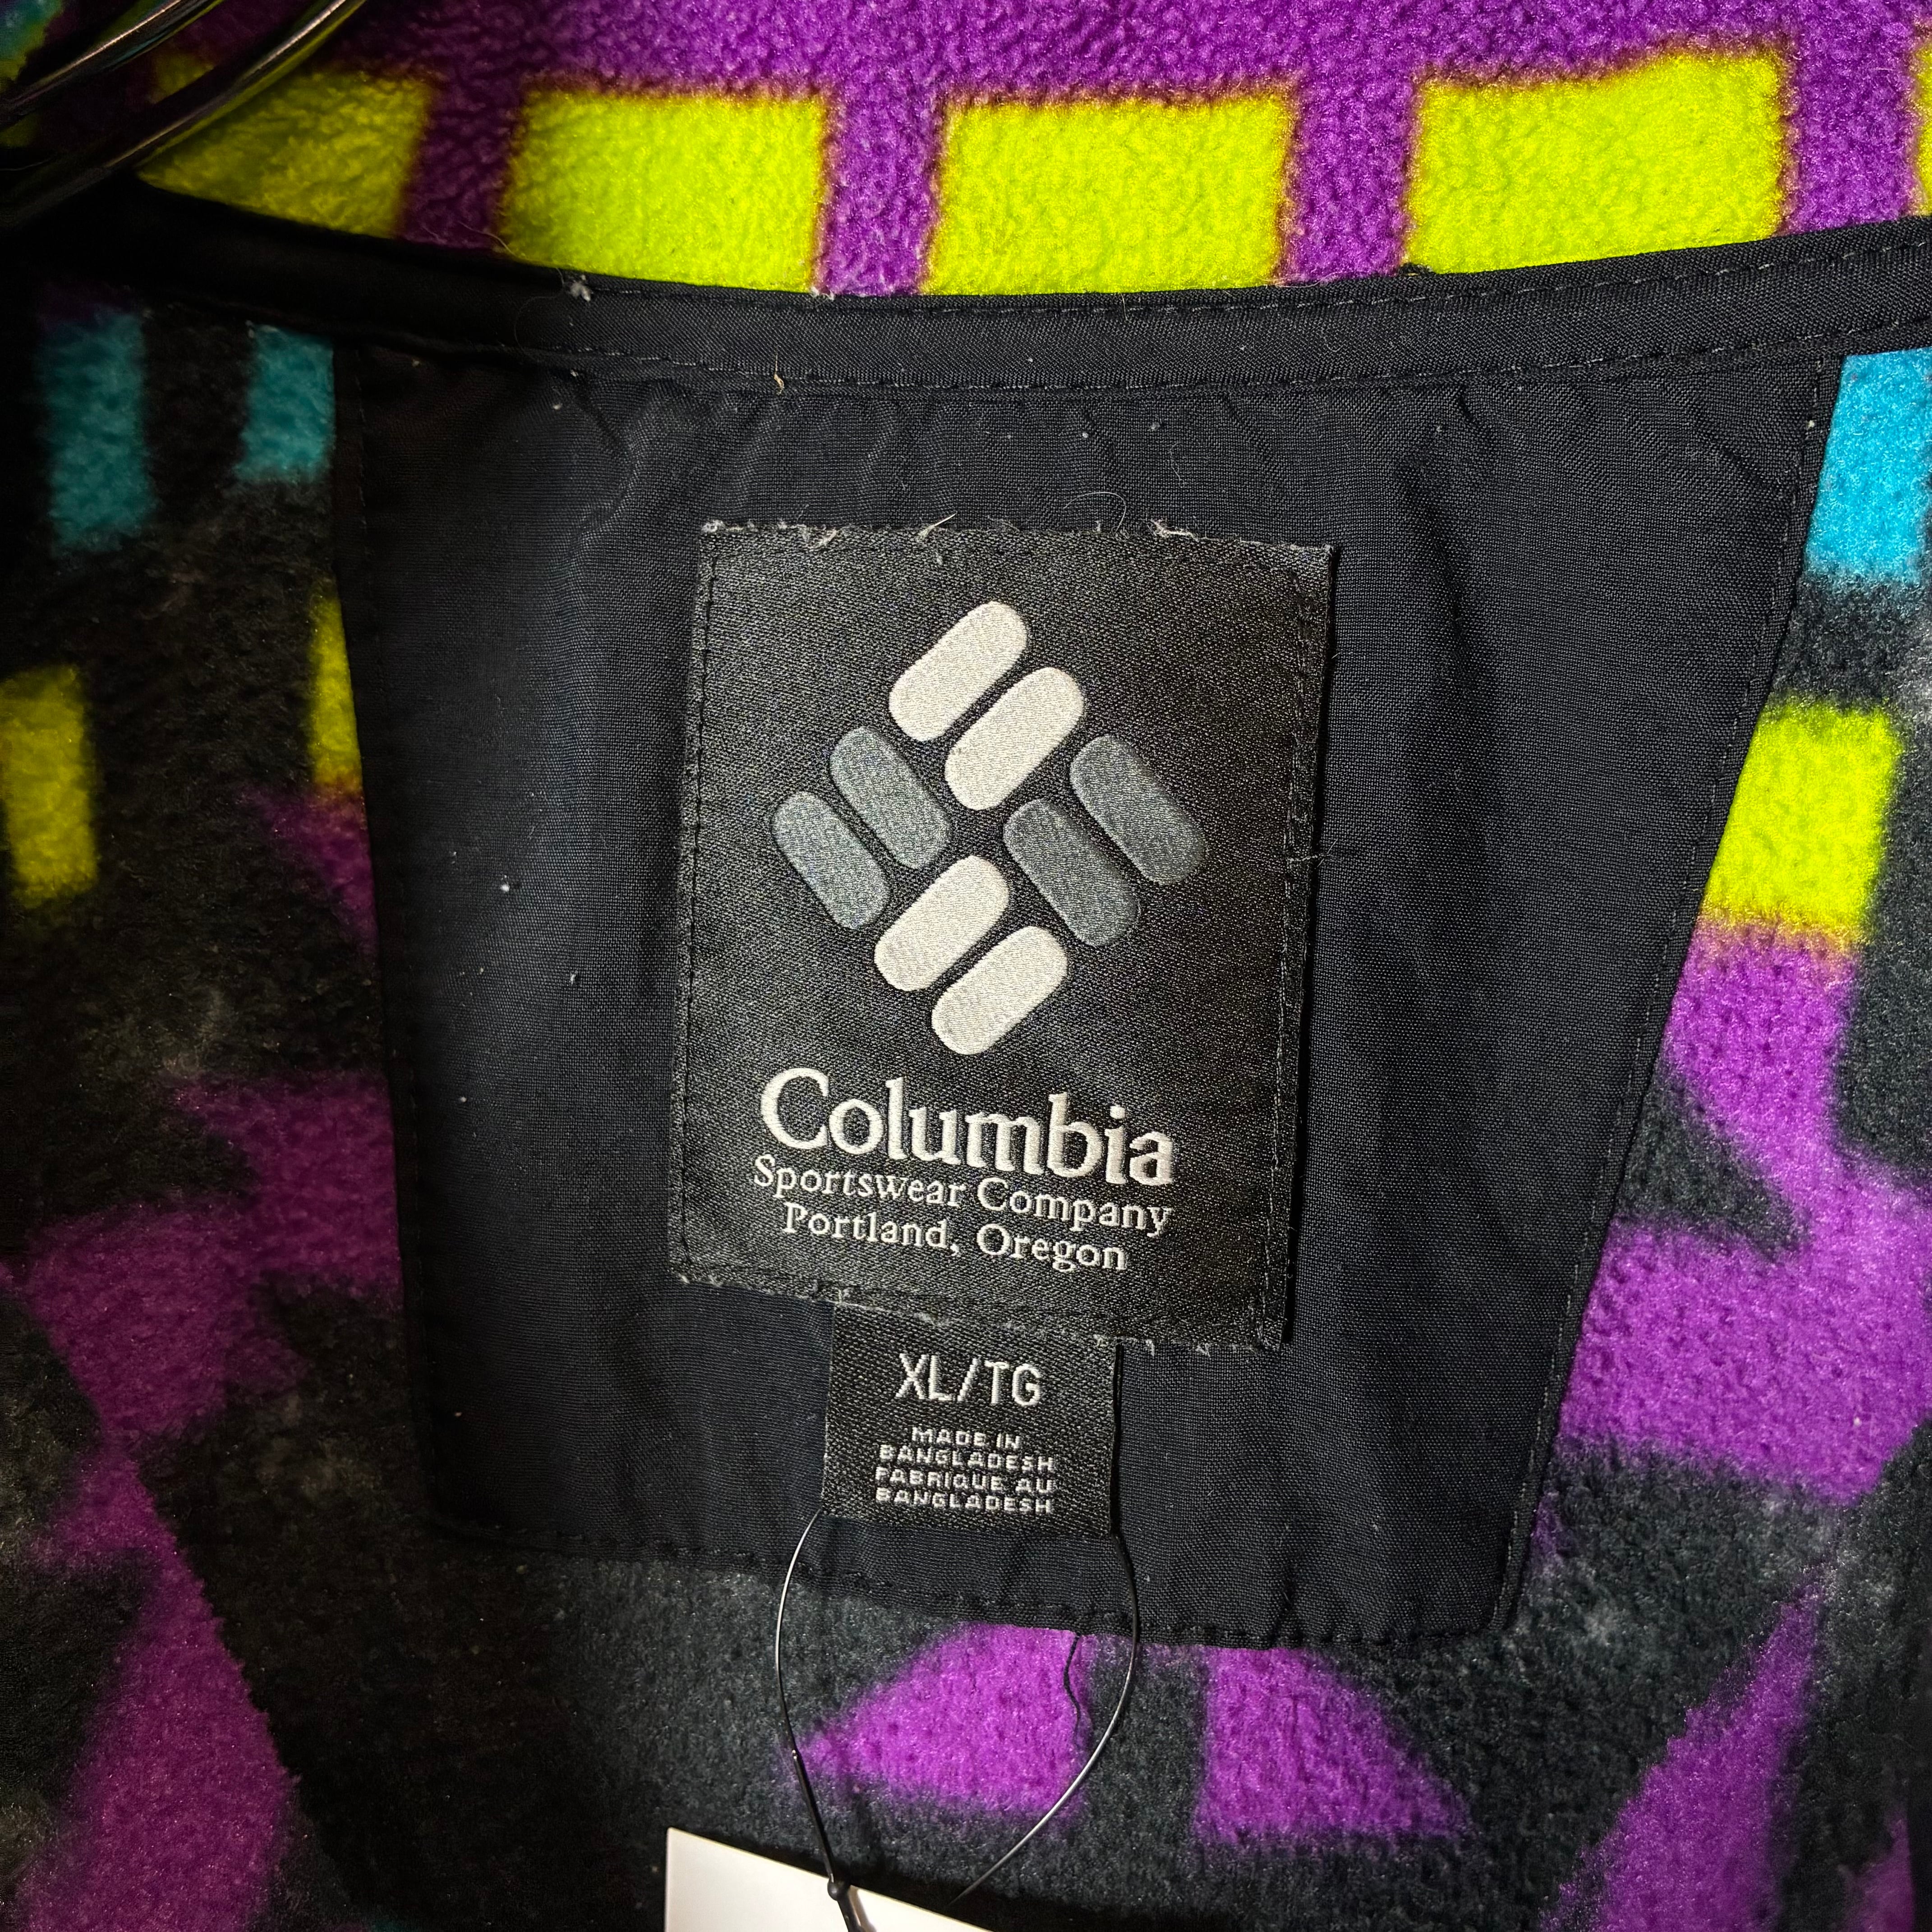 Columbia
Sportswear Company
Portland, Oregon
XL/TG
MADE IN
BANGLADESH
FABRIQUE AU
BANGLADESH